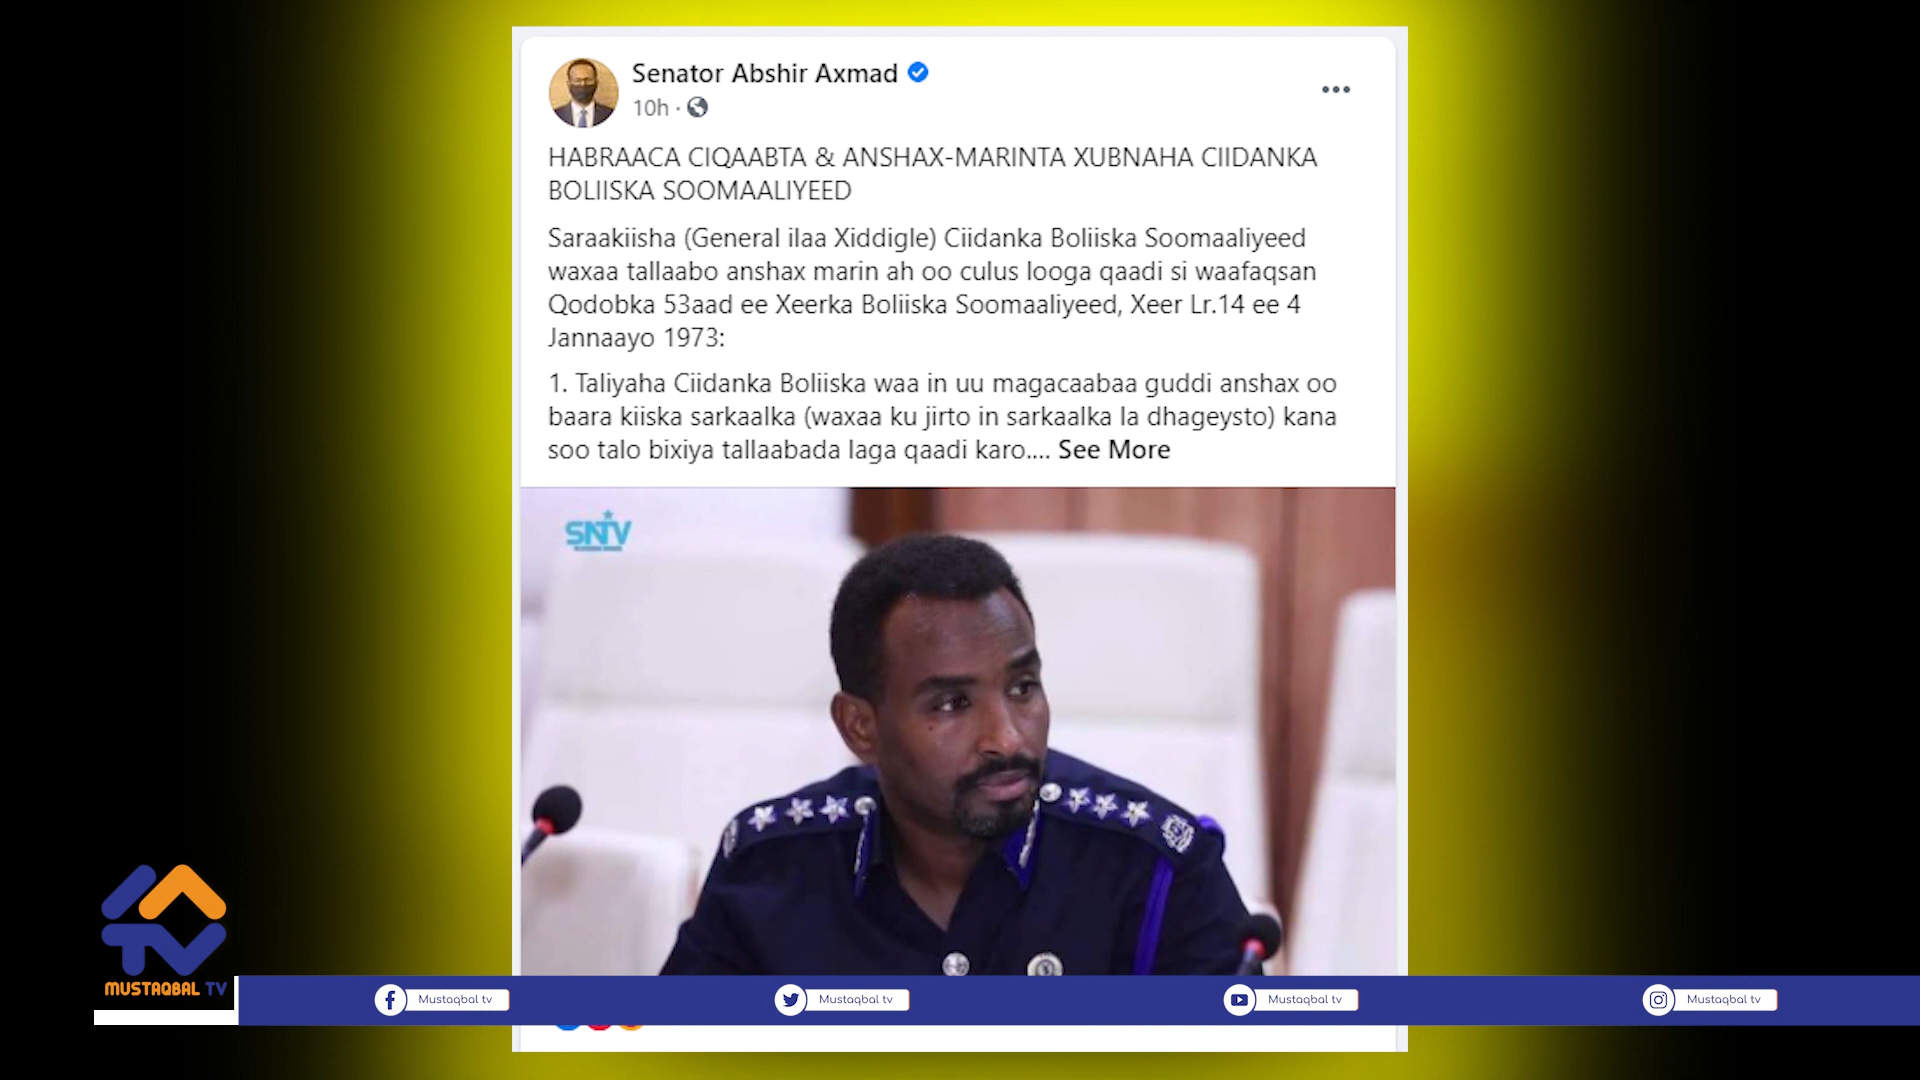 Senator Abshir Axmad
10h ·
HABRAACA CIQAABTA & ANSHAX-MARINTA XUBNAHA CIIDANKA
BOLIISKA SOOMAALIYEED
Saraakiisha (General ilaa Xiddigle) Ciidanka Boliiska Soomaaliyeed
waxaa tallaabo anshax marin ah oo culus looga qaadi si waafaqsan
Qodobka 53aad ee Xeerka Boliiska Soomaaliyeed, Xeer Lr.14 ee 4
Jannaayo 1973:
1. Taliyaha Ciidanka Boliiska waa in uu magacaabaa guddi anshax oo
baara kiiska sarkaalka (waxaa ku jirto in sarkaalka la dhageysto) kana
soo talo bixiya tallaabada laga qaadi karo.... See More
SNTV
MUSTAQBAL TV
Mustaqbal tv
Mustaqbal tv
Mustaqbal tv
Mustaqbal tv